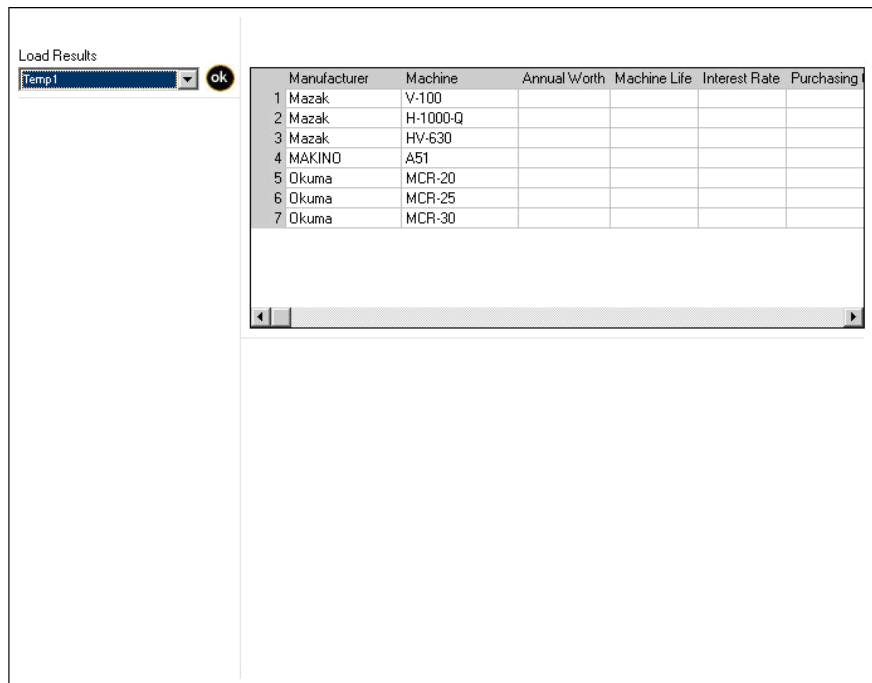 Load Results
Temp1 ok
Manufacturer Machine Annual Worth Machine Life Interest Rate Purchasing
1 Mazak V-100
2 Mazak H-1000-Q
3 Mazak HV-630
4 MAKINO A51
5 Okuma MCR-20
6 Okuma MCR-25
7 Okuma MCR-30